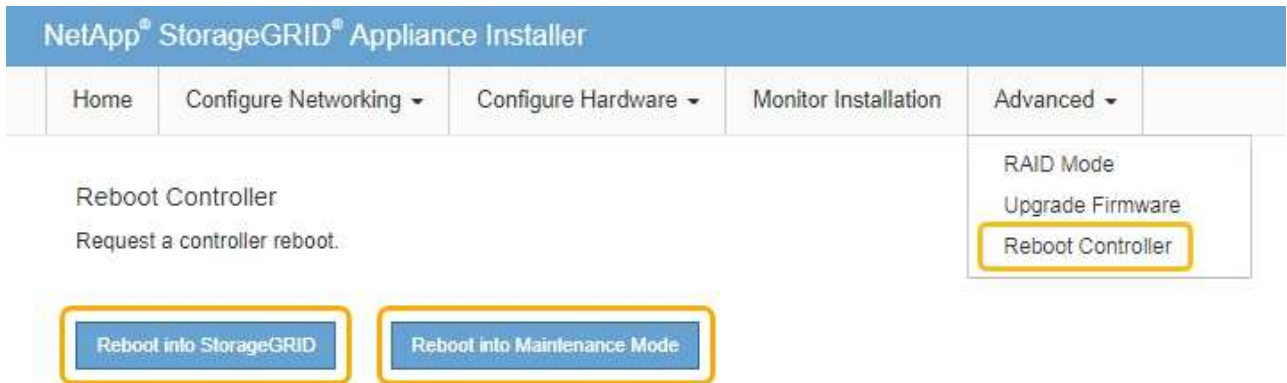 NetApp® StorageGRID® Appliance Installer
Home Configure Networking Configure Hardware Monitor Installation Advanced
RAID Mode
Upgrade Firmware
Reboot Controller
Reboot Controller
Request a controller reboot.
Reboot into StorageGRID Reboot into Maintenance Mode